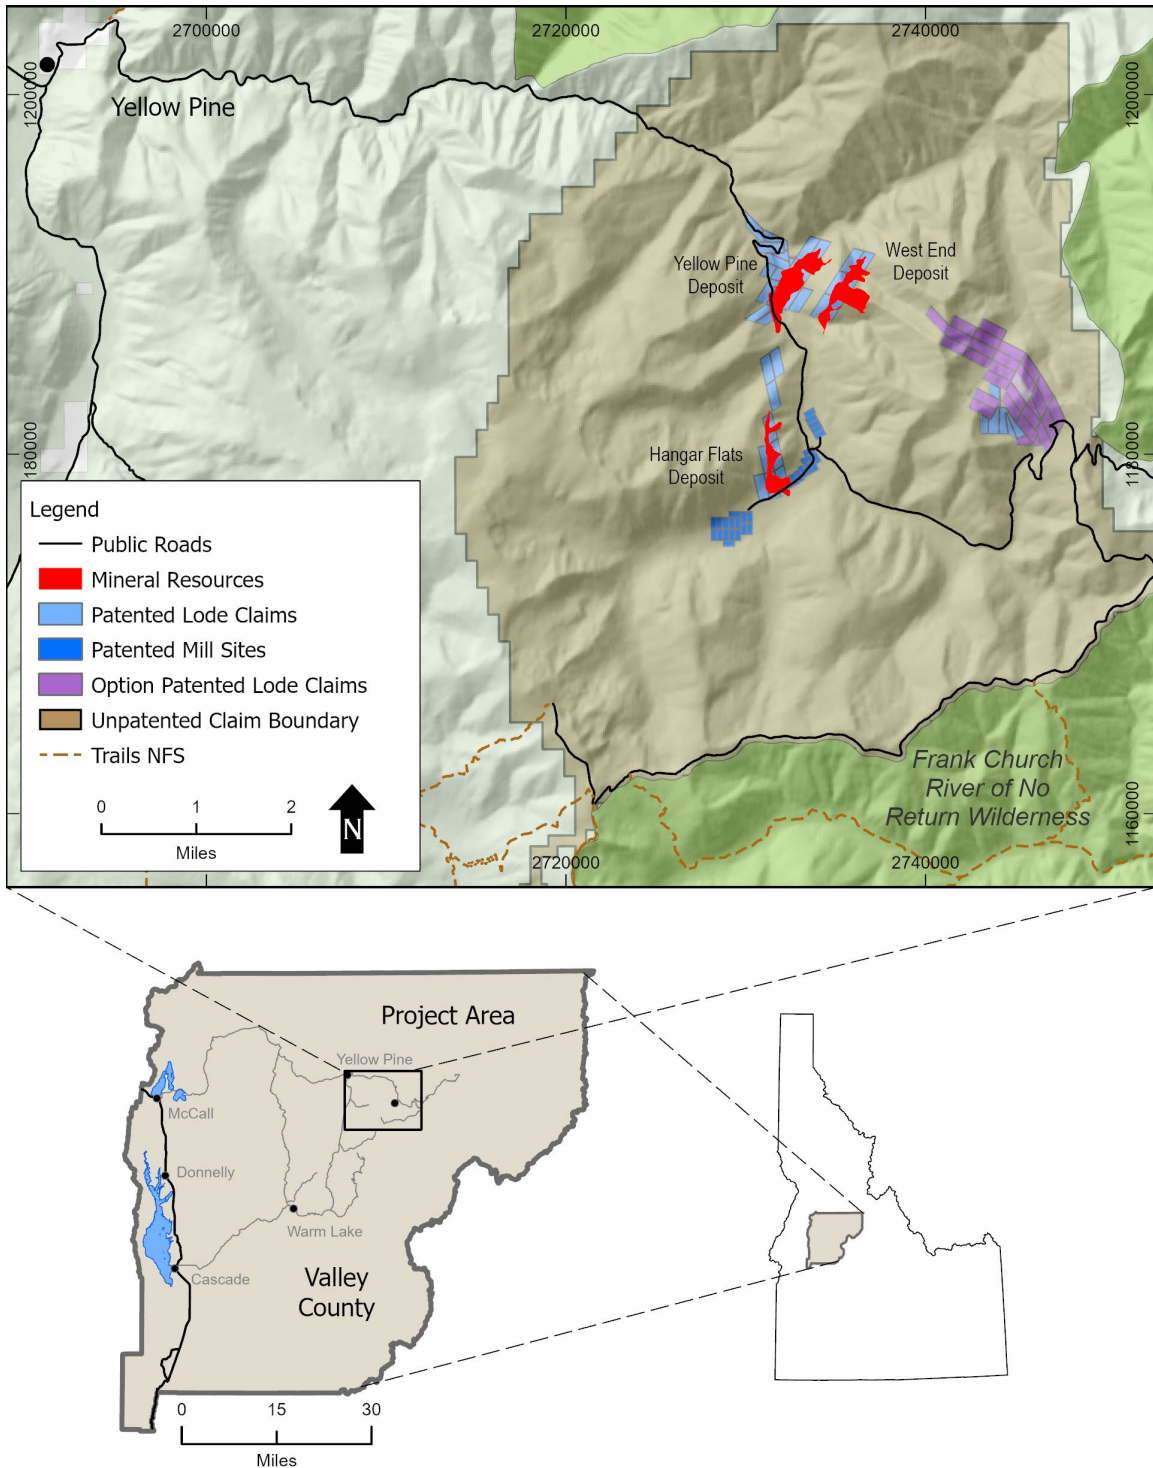 2700000
2720000
2740000
1200000
1200000
Yellow Pine
Yellow Pine
Deposit
West End
Deposit
Hangar Flats
Deposit
180000
1180000
Legend
Public Roads
Mineral Resources
Patented Lode Claims
Patented Mill Sites
Option Patented Lode Claims
Unpatented Claim Boundary
Trails NFS
0 1 2
Miles
N
Frank Church
River of No
Return Wilderness
1160000
2720000
2740000
Project Area
Yellow Pine
McCall
Donnelly
Warm Lake
Cascade
Valley
County
0 15 30
Miles